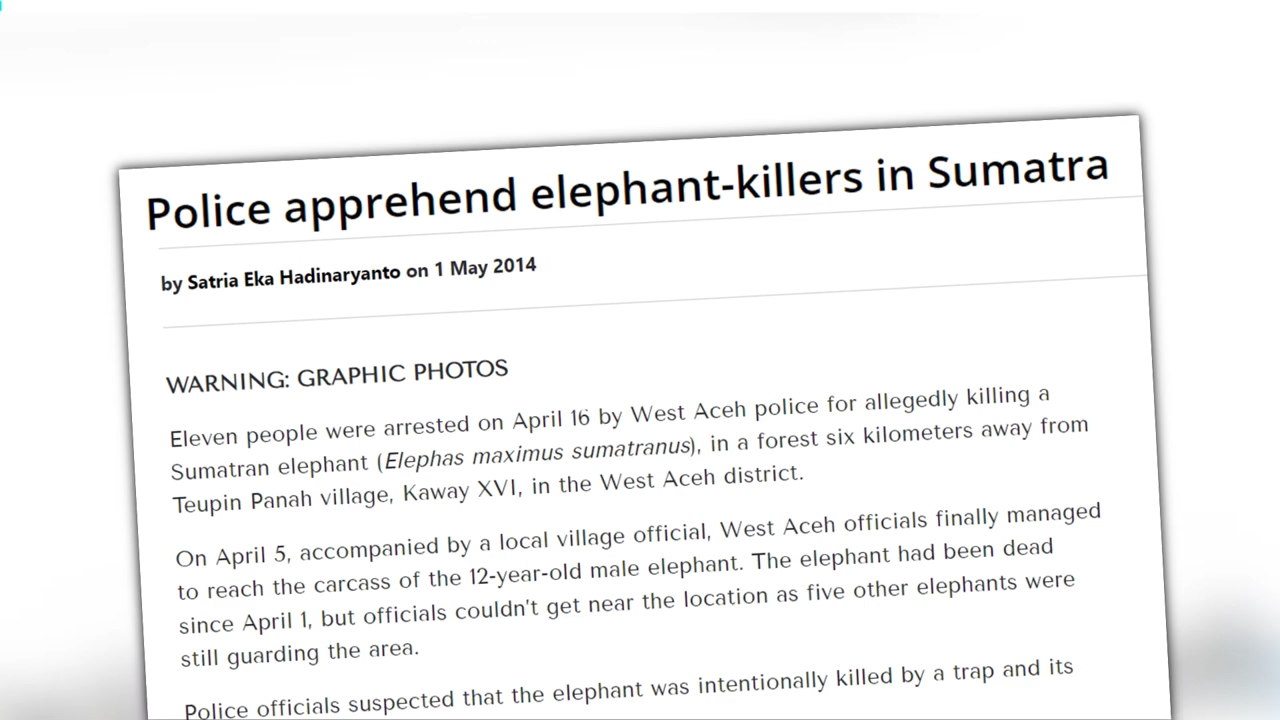 Police apprehend elephant-killers in Sumatra
by Satria Eka Hadinaryanto on 1 May 2014
WARNING: GRAPHIC PHOTOS
Eleven people were arrested on April 16 by West Aceh police for allegedly killing a
Sumatran elephant (Elephas maximus sumatranus), in a forest six kilometers away from
Teupin Panah village, Kaway XVI, in the West Aceh district.
On April 5, accompanied by a local village official, West Aceh officials finally managed
to reach the carcass of the 12-year-old male elephant. The elephant had been dead
since April 1, but officials couldn't get near the location as five other elephants were
still guarding the area.
Police officials suspected that the elephant was intentionally killed by a trap and its